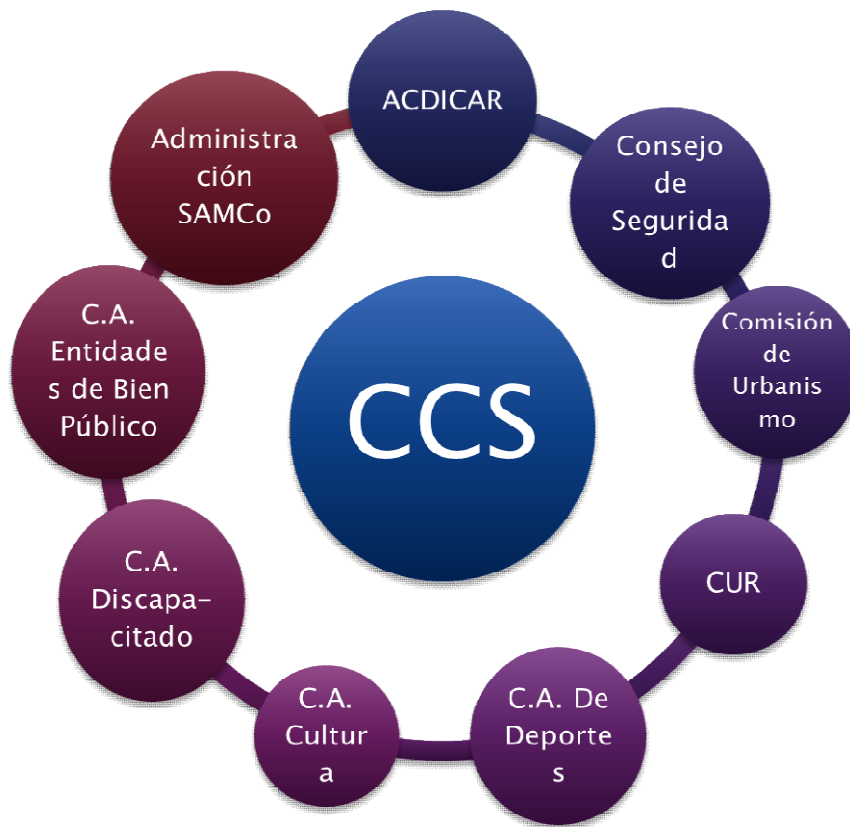 ACDICAR
Consejo
de
Segurida
d
Comisión
de
Urbanis
mo
CUR
C.A. De
Deporte
s
C.A.
Cultur
a
C.A.
Discapa-
citado
C.A.
Entidade
s de Bien
Público
Administra
ción
SAMCo
CCS